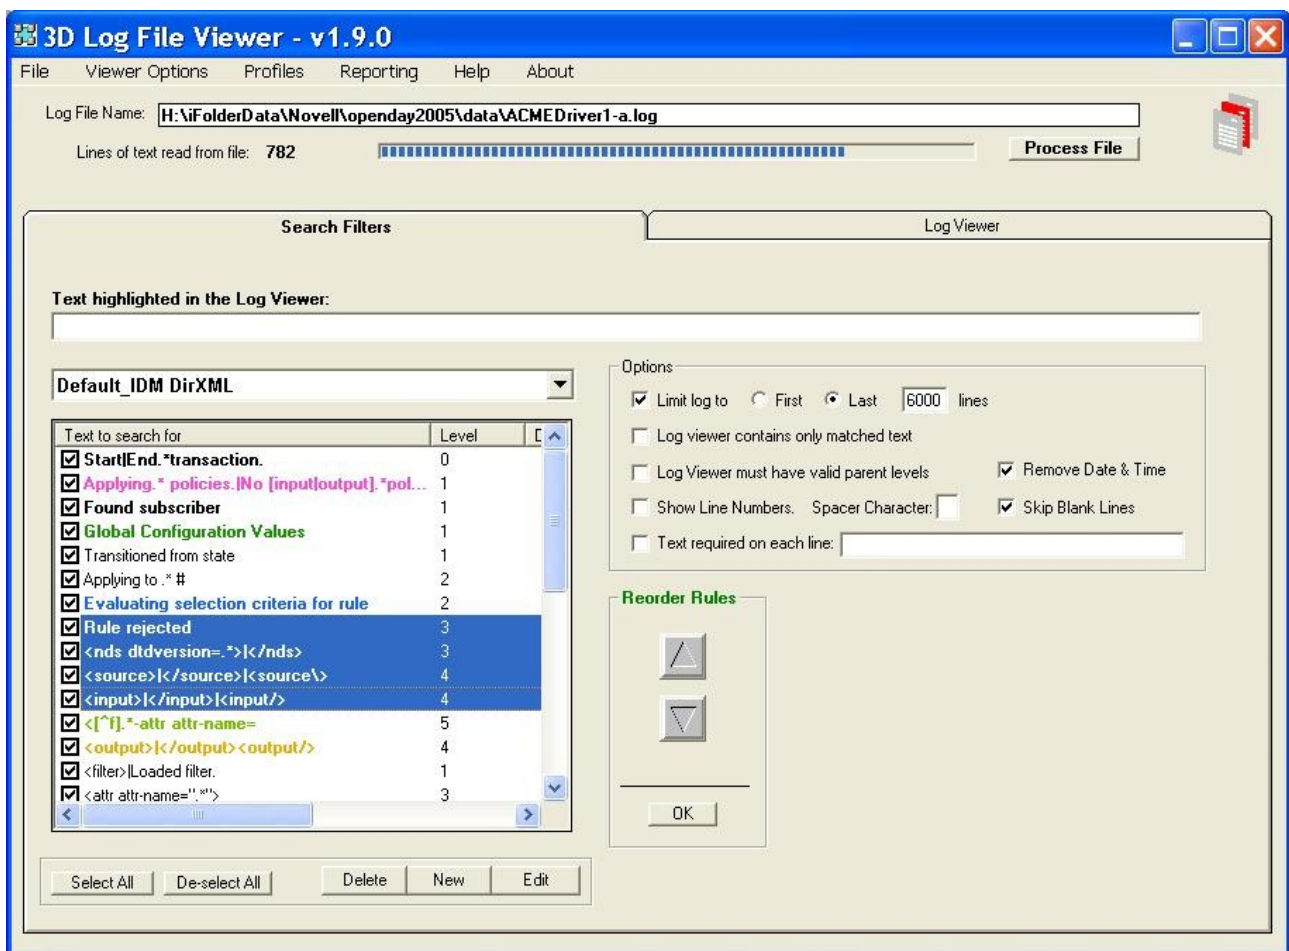 3D Log File Viewer - v1.9.0
File Viewer Options Profiles Reporting Help About
Log File Name: H:\iFolderData\Novell\openday2005\data\ACMEDriver1-a.log
Lines of text read from file: 782 Process File
Search Filters Log Viewer
Text highlighted in the Log Viewer:
Default_IDM DirXML
Text to search for Level
Start|End.*transaction. 0
Applying.* policies.|No [input|output].*pol... 1
Found subscriber 1
Global Configuration Values 1
Transitioned from state 1
Applying to .* # 2
Evaluating selection criteria for rule 2
Rule rejected 3
<nds dtdversion=.*>|</nds> 3
<source>|</source>|<source\> 4
<input>|</input>|<input/> 4
<[^f].*-attr attr-name= 5
<output>|</output><output/> 4
<filter>|Loaded filter. 1
<attr attr-name=".*"> 3
Select All De-select All Delete New Edit
Options
Limit log to First Last 6000 lines
Log viewer contains only matched text
Log Viewer must have valid parent levels Remove Date & Time
Show Line Numbers. Spacer Character: Skip Blank Lines
Text required on each line:
Reorder Rules
OK